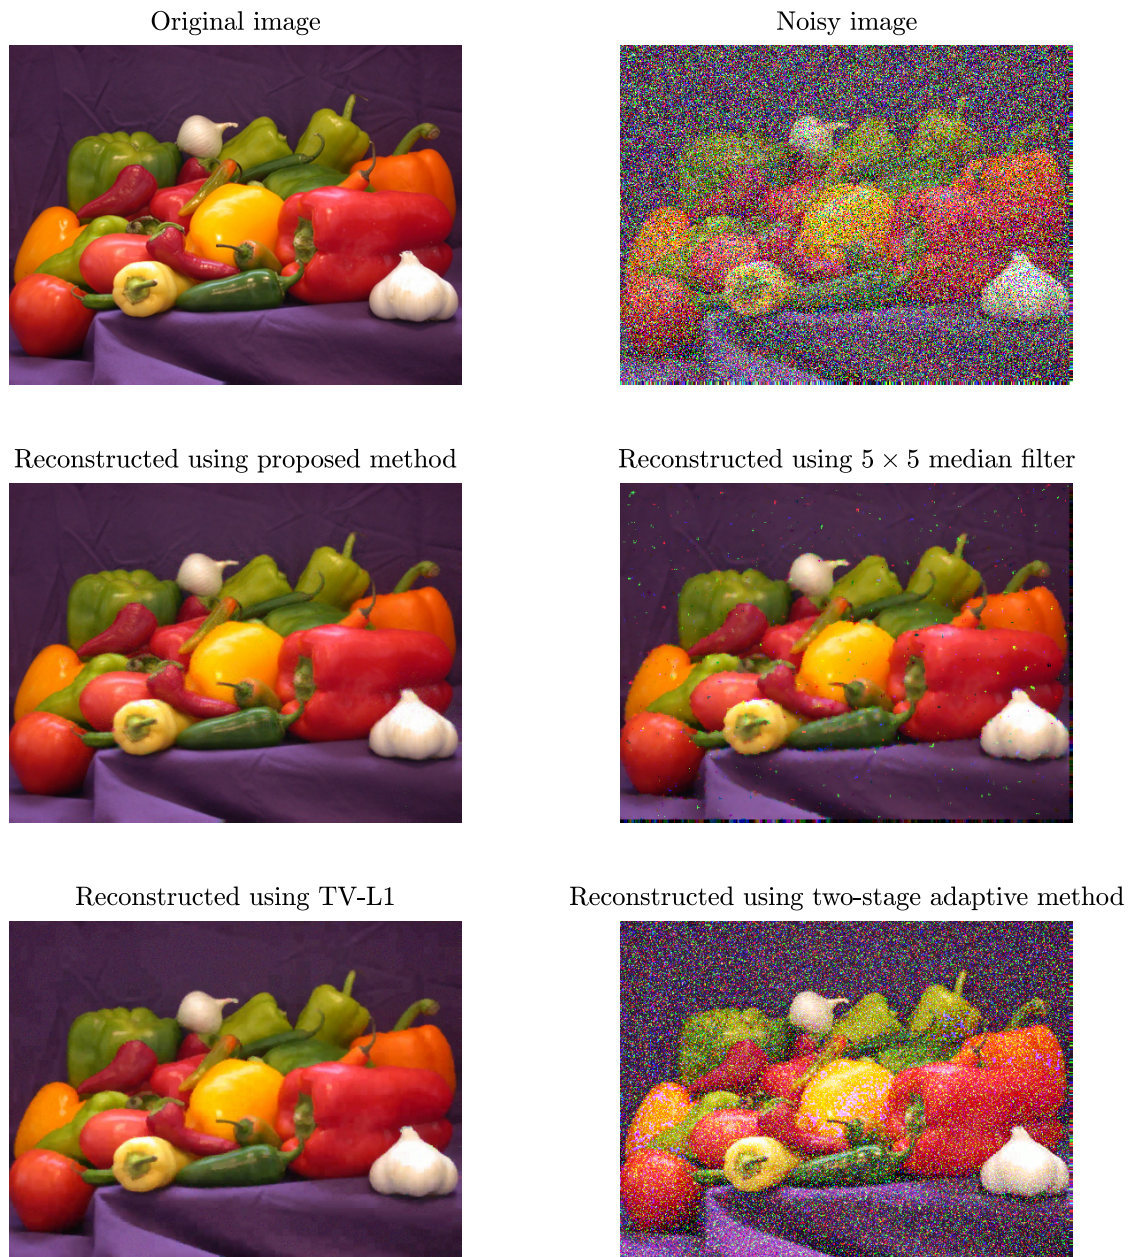 Original image
Noisy image
Reconstructed using proposed method
Reconstructed using 5 × 5 median filter
Reconstructed using TV-L1
Reconstructed using two-stage adaptive method